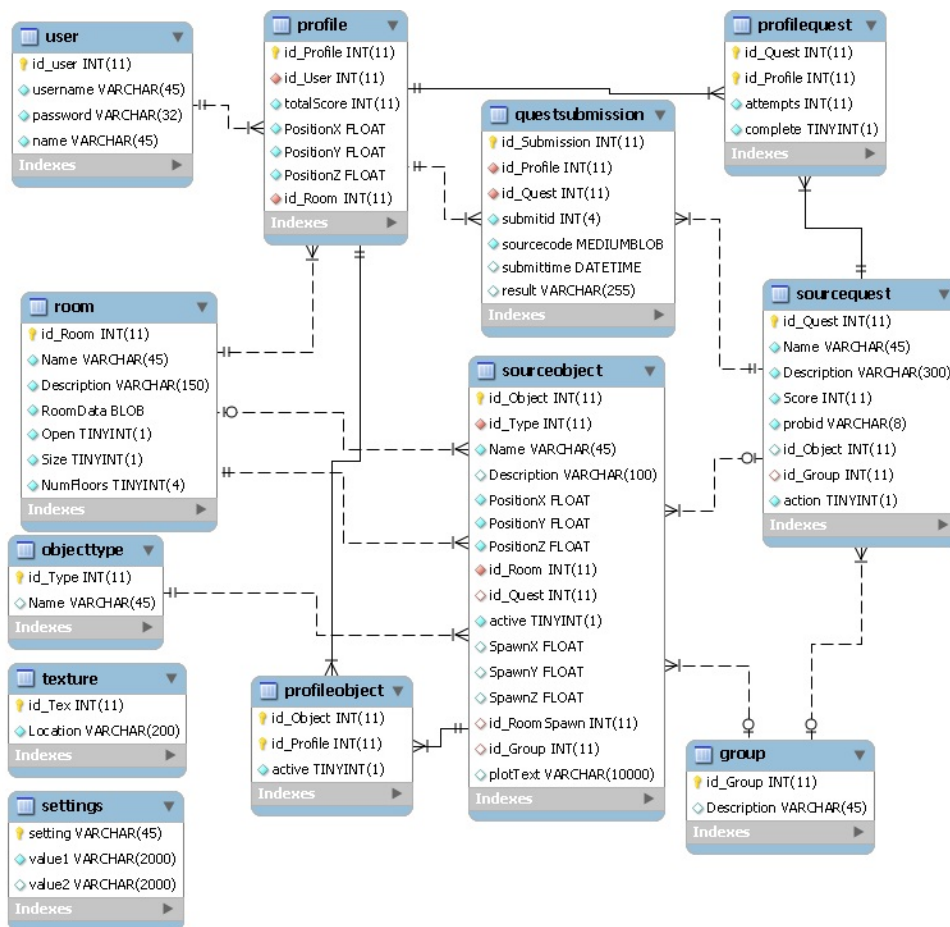 user
id_user INT(11)
username VARCHAR(45)
password VARCHAR(32)
name VARCHAR(45)
Indexes
profile
id_Profile INT(11)
id_User INT(11)
totalScore INT(11)
PositionX FLOAT
PositionY FLOAT
PositionZ FLOAT
id_Room INT(11)
Indexes
profilequest
id_Quest INT(11)
id_Profile INT(11)
attempts INT(11)
complete TINYINT(1)
Indexes
questsubmission
id_Submission INT(11)
id_Profile INT(11)
id_Quest INT(11)
submitid INT(4)
sourcecode MEDIUMBLOB
submittime DATETIME
result VARCHAR(255)
Indexes
room
id_Room INT(11)
Name VARCHAR(45)
Description VARCHAR(150)
RoomData BLOB
Open TINYINT(1)
Size TINYINT(1)
NumFloors TINYINT(4)
Indexes
sourceobject
id_Object INT(11)
id_Type INT(11)
Name VARCHAR(45)
Description VARCHAR(100)
PositionX FLOAT
PositionY FLOAT
PositionZ FLOAT
id_Room INT(11)
id_Quest INT(11)
active TINYINT(1)
SpawnX FLOAT
SpawnY FLOAT
SpawnZ FLOAT
id_RoomSpawn INT(11)
id_Group INT(11)
plotText VARCHAR(10000)
Indexes
sourcequest
id_Quest INT(11)
Name VARCHAR(45)
Description VARCHAR(300)
Score INT(11)
probid VARCHAR(8)
id_Object INT(11)
id_Group INT(11)
action TINYINT(1)
Indexes
objecttype
id_Type INT(11)
Name VARCHAR(45)
Indexes
texture
id_Tex INT(11)
Location VARCHAR(200)
Indexes
profileobject
id_Object INT(11)
id_Profile INT(11)
active TINYINT(1)
Indexes
group
id_Group INT(11)
Description VARCHAR(45)
Indexes
settings
setting VARCHAR(45)
value1 VARCHAR(2000)
value2 VARCHAR(2000)
Indexes